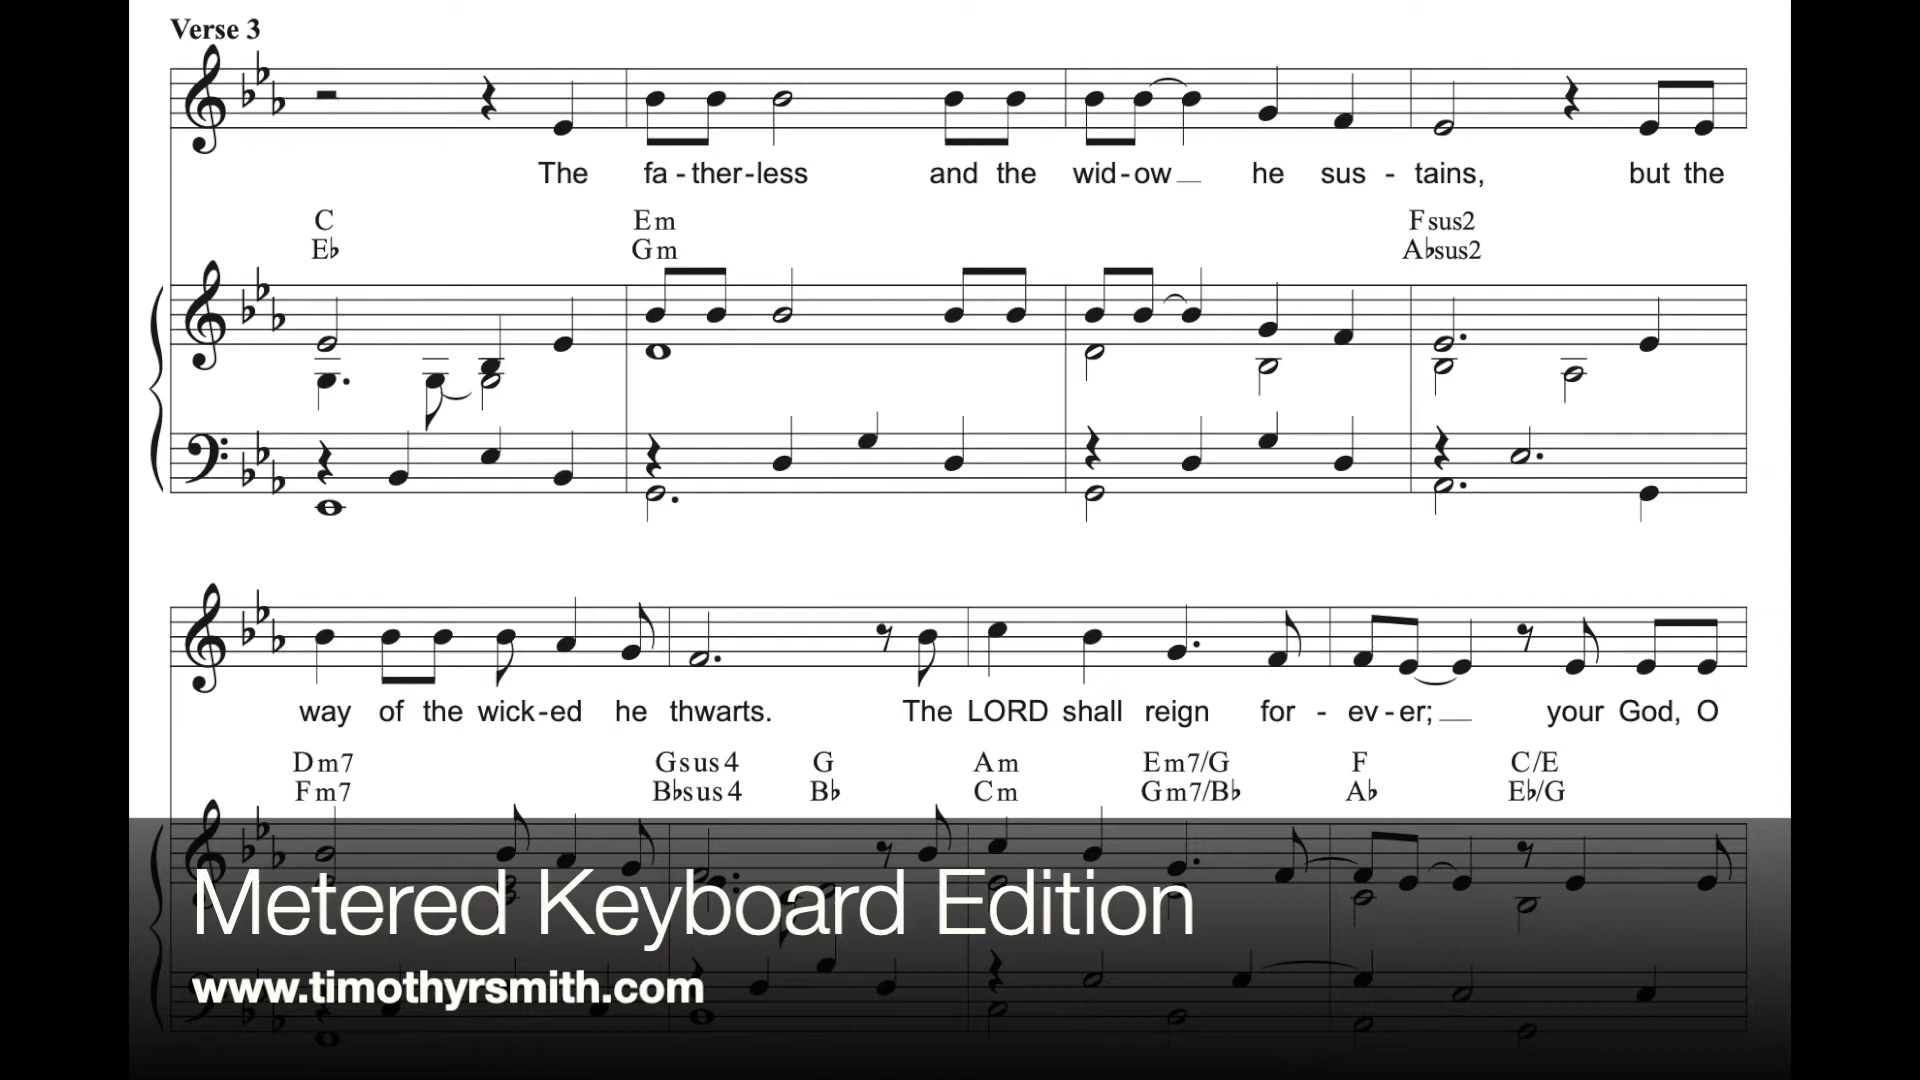 Verse 3
The fa - ther - less and the wid - ow he sus - tains, but the
C Em Fsus2
E♭ Gm A♭sus2
way of the wick - ed he thwarts. The LORD shall reign for - ev - er; your God, O
Dm7 Gsus4 G Am Em7/G F C/E
Fm7 B♭sus4 B♭ Cm Gm7/B♭ A♭ E♭/G
Metered Keyboard Edition
www.timothyrsmith.com